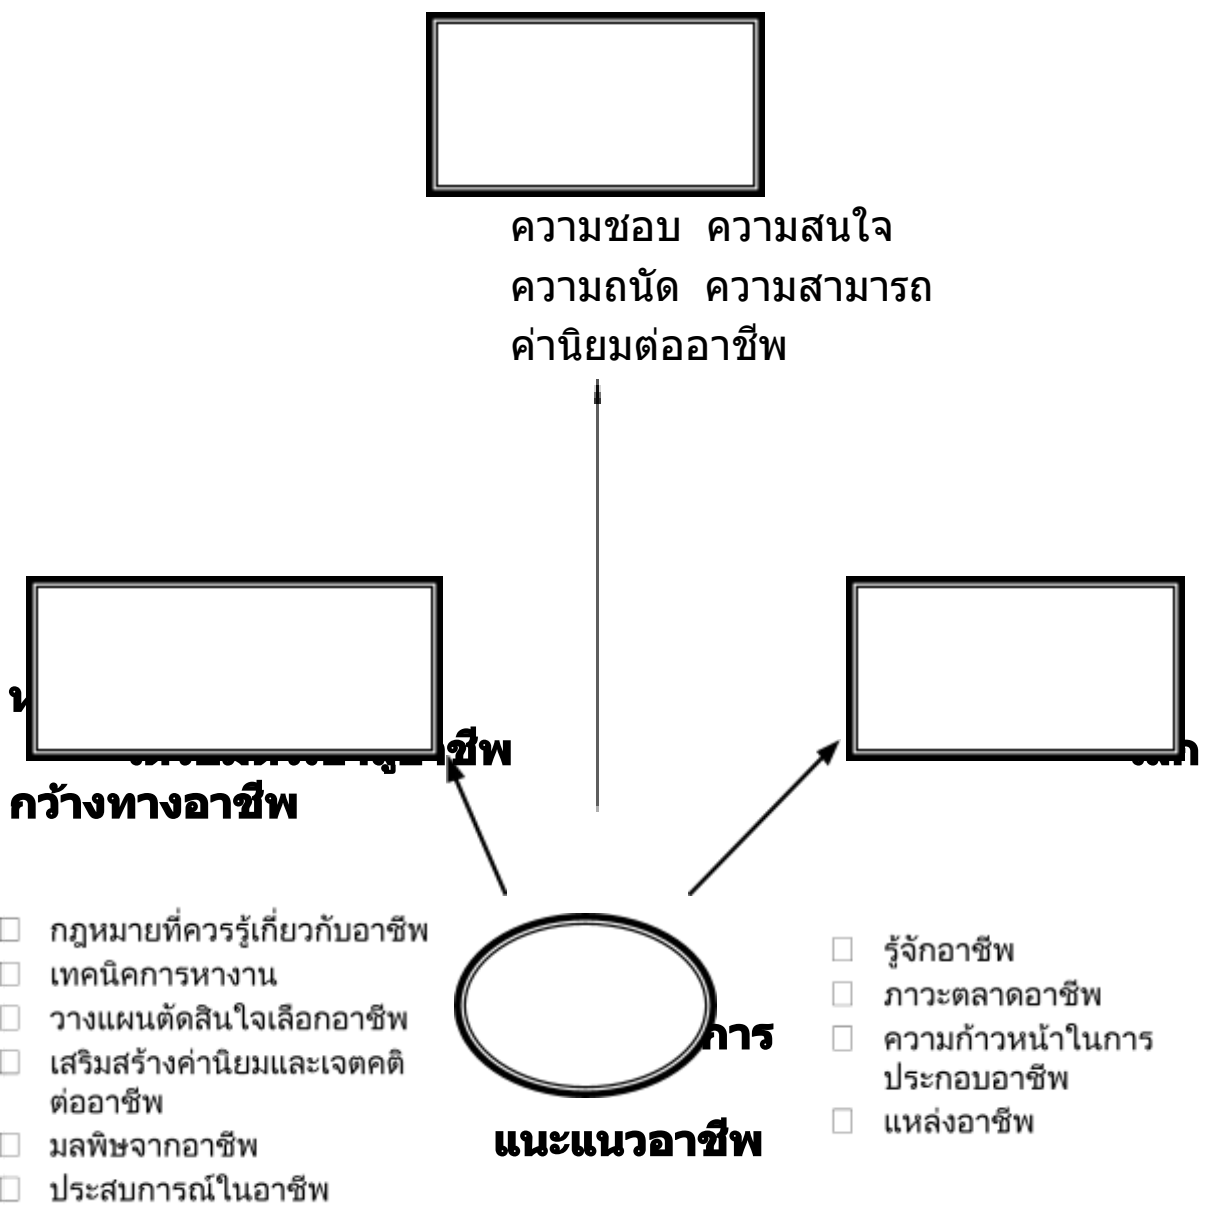 ความชอบ ความสนใจ
ความถนัด ความสามารถ
ค่านิยมต่ออาชีพ
กว้างทางอาชีพ
กฎหมายที่ควรรู้เกี่ยวกับอาชีพ
เทคนิคการหางาน
วางแผนตัดสินใจเลือกอาชีพ
เสริมสร้างค่านิยมและเจตคติ
ต่ออาชีพ
มลพิษจากอาชีพ
ประสบการณ์ในอาชีพ
การ
แนะแนวอาชีพ
รู้จักอาชีพ
ภาวะตลาดอาชีพ
ความก้าวหน้าในการ
ประกอบอาชีพ
แหล่งอาชีพ